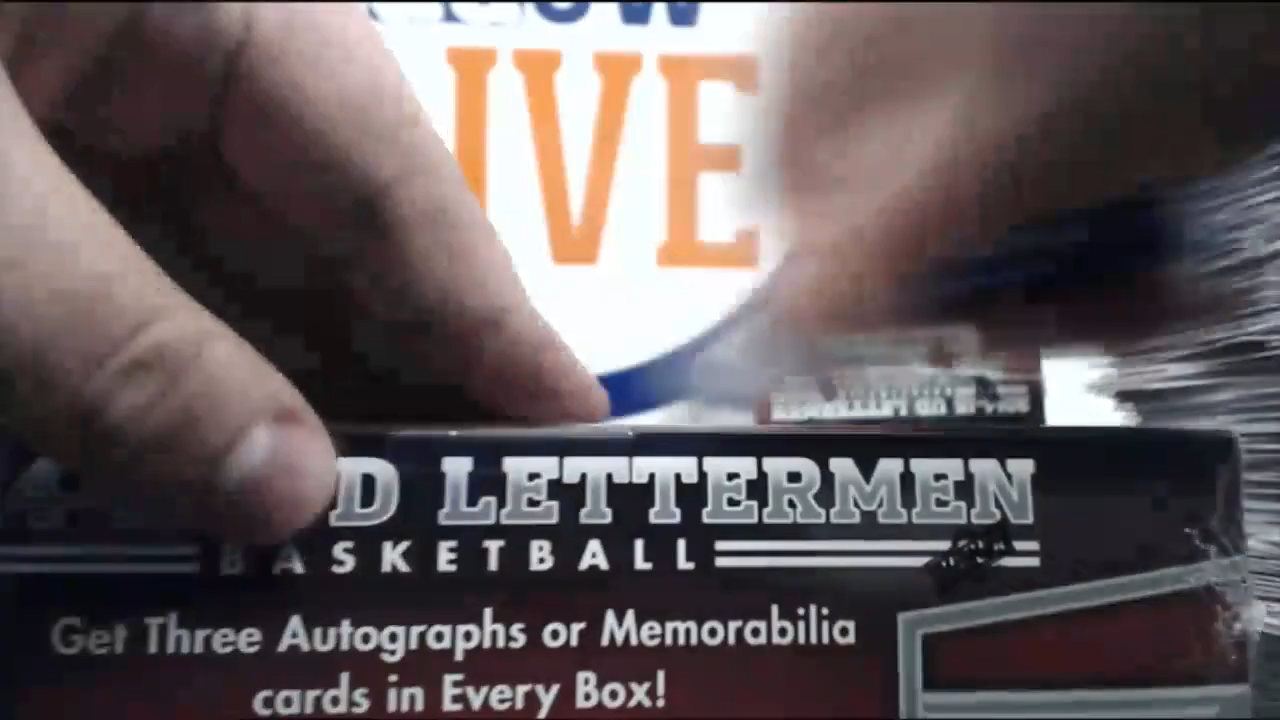 IVE
D LETTERMEN
BASKETBALL
Get Three Autographs or Memorabilia
cards in Every Box!